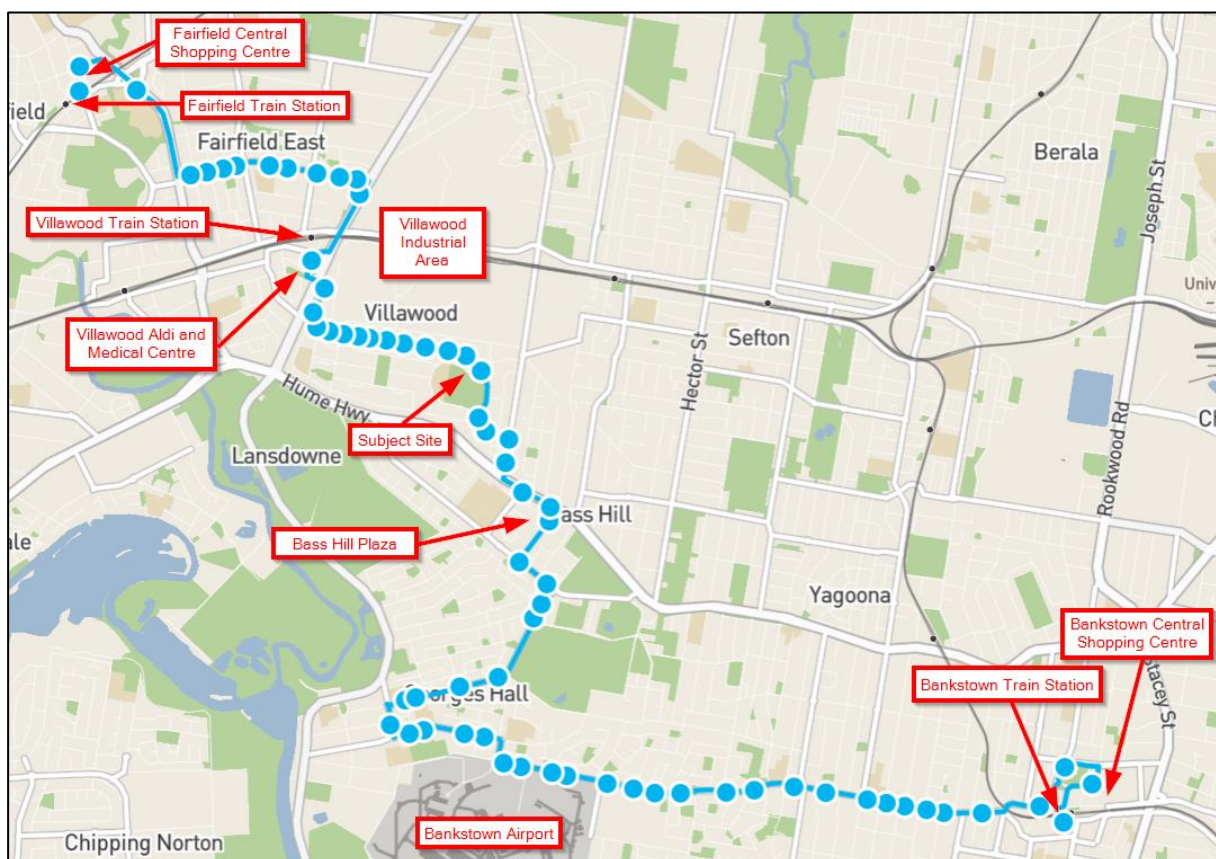 Fairfield Central
Shopping Centre
Fairfield Train Station
field
Fairfield East
Berala
Joseph St
Villawood Train Station
Villawood
Industrial
Area
Univ
Villawood
Villawood Aldi and
Medical Centre
Sefton
Hector St
Hume Hwy
Subject Site
Lansdowne
Rookwood Rd
Ch
ale
Bass Hill Plaza
ass Hill
Yagoona
Bankstown Central
Shopping Centre
Bankstown Train Station
Stacey St
Georges Hall
Bankstown Airport
Chipping Norton